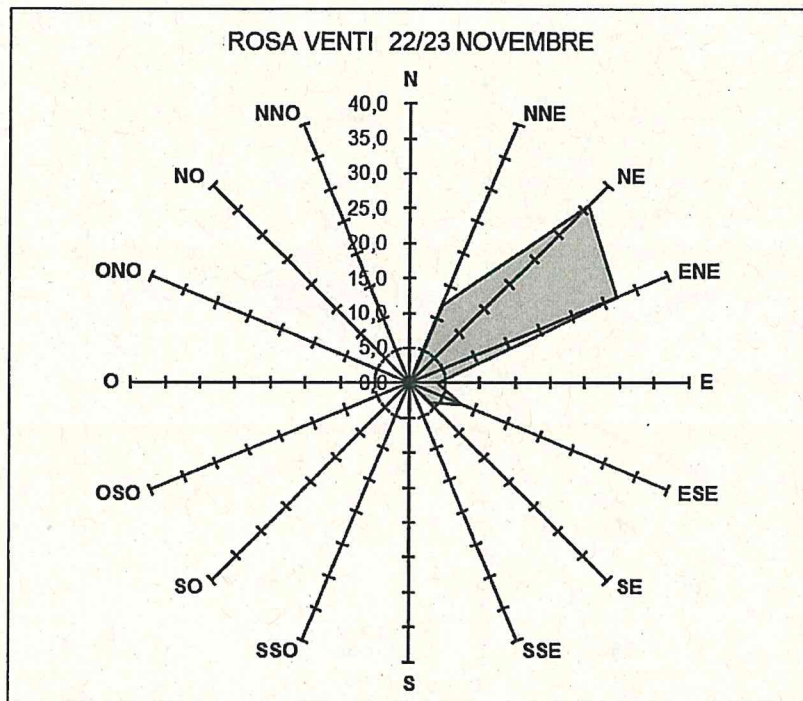 ROSA VENTI 22/23 NOVEMBRE
N
NNO
40,0
NNE
35,0
NO
30,0
NE
25,0
ONO
20,0
ENE
15,0
10,0
5,0
O
0,0
E
OSO
ESE
SO
SE
SSO
SSE
S